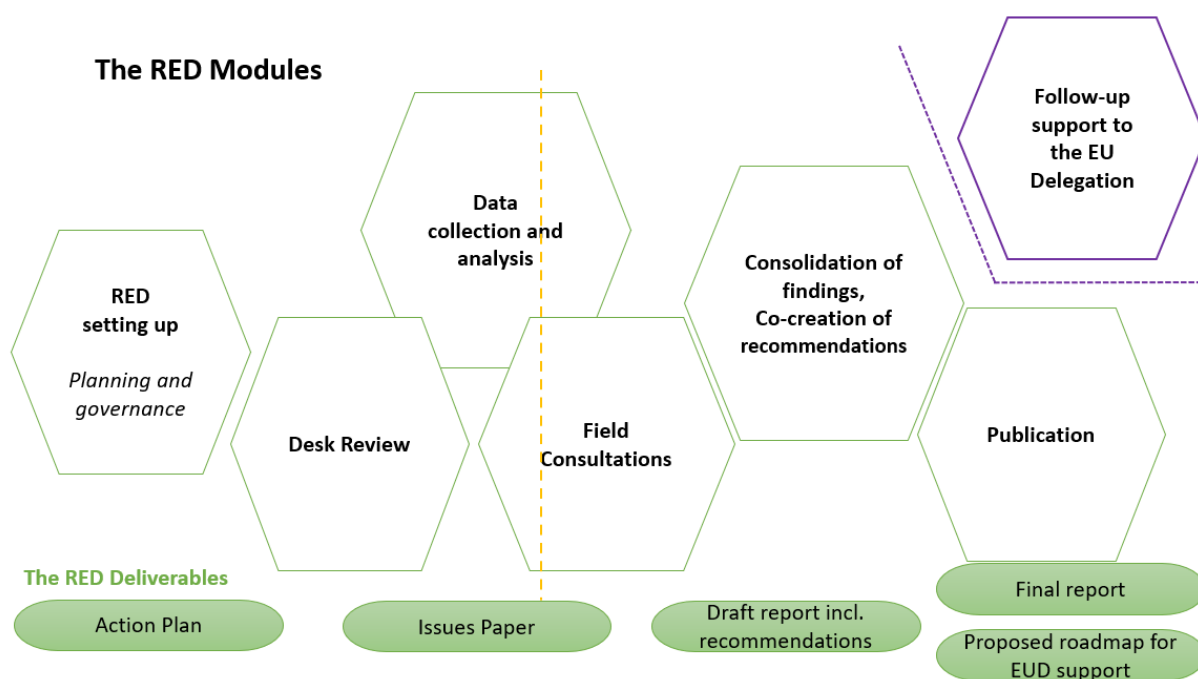 The RED Modules
RED
setting up
Planning and
governance
Desk Review
Data
collection and
analysis
Field
Consultations
Consolidation of
findings,
Co-creation of
recommendations
Publication
Follow-up
support to
the EU
Delegation
The RED Deliverables
Action Plan
Issues Paper
Draft report incl.
recommendations
Final report
Proposed roadmap for
EUD support